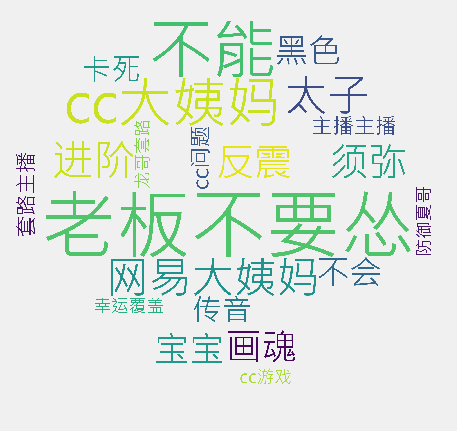 不能
黑色
卡死
cc大姨妈
太子
主播主播
进阶
龙哥套路
cc问题
反震
须弥
套路主播
老板不要怂
防御夏哥
网易大姨妈
不会
幸运覆盖
传音
宝宝
画魂
cc游戏